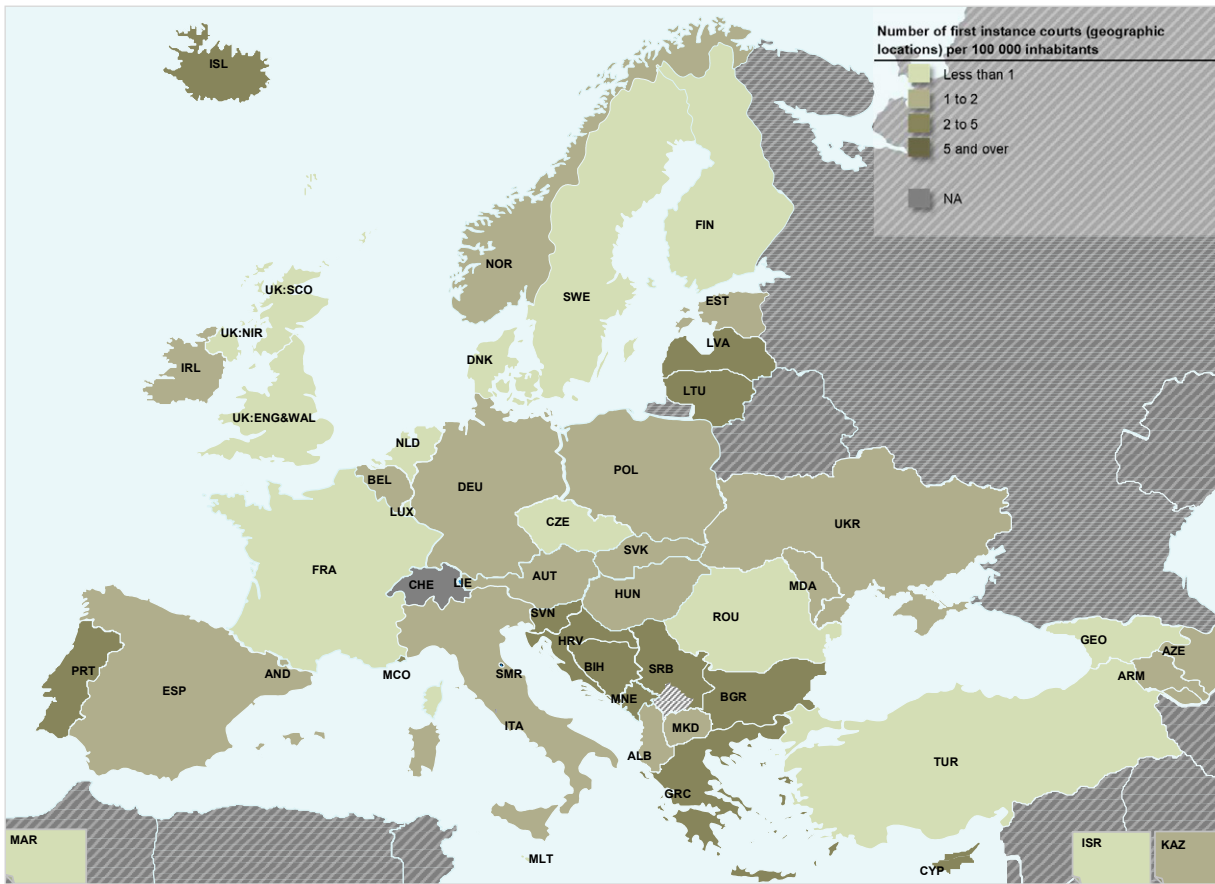 Number of first instance courts (geographic
locations) per 100 000 inhabitants
Less than 1
1 to 2
2 to 5
5 and over
NA
ISL
FIN
NOR
UK:SCO
SWE
EST
UK:NIR
LVA
IRL
DNK
LTU
UK:ENG&WAL
NLD
POL
BEL
DEU
LUX
CZE
UKR
SVK
FRA
CHE
LIE
AUT
MDA
HUN
SVN
ROU
HRV
GEO
AZE
PRT
BIH
SRB
AND
MCO
SMR
ARM
ESP
MNE
BGR
ITA
MKD
ALB
TUR
GRC
MAR
ISR
KAZ
MLT
CYP